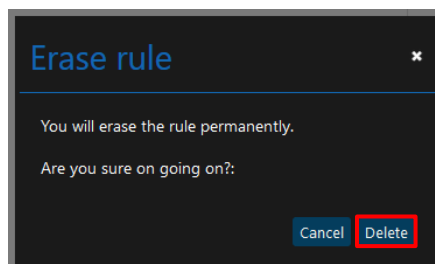 Erase rule
You will erase the rule permanently.
Are you sure on going on?:
Cancel Delete